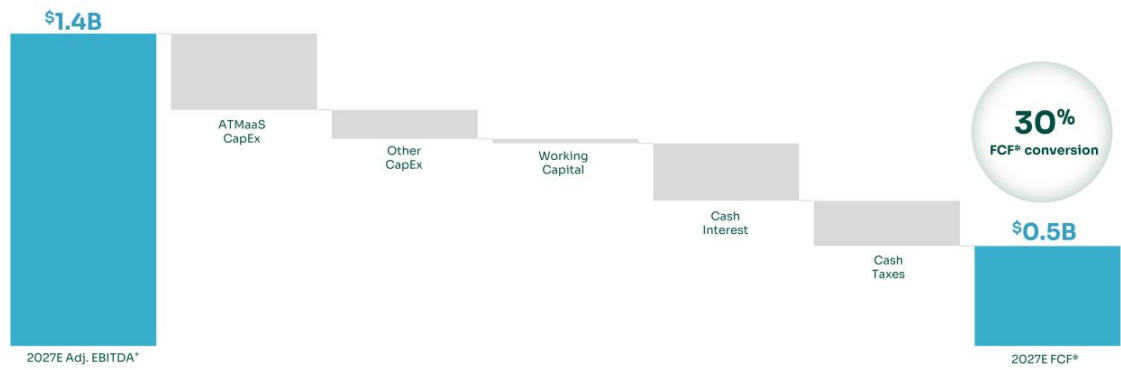 $1.4B
ATMaaS
CapEx
Other
CapEx
Working
Capital
Cash
Interest
Cash
Taxes
30%
FCF* conversion
$0.5B
2027E Adj. EBITDA*
2027E FCF*